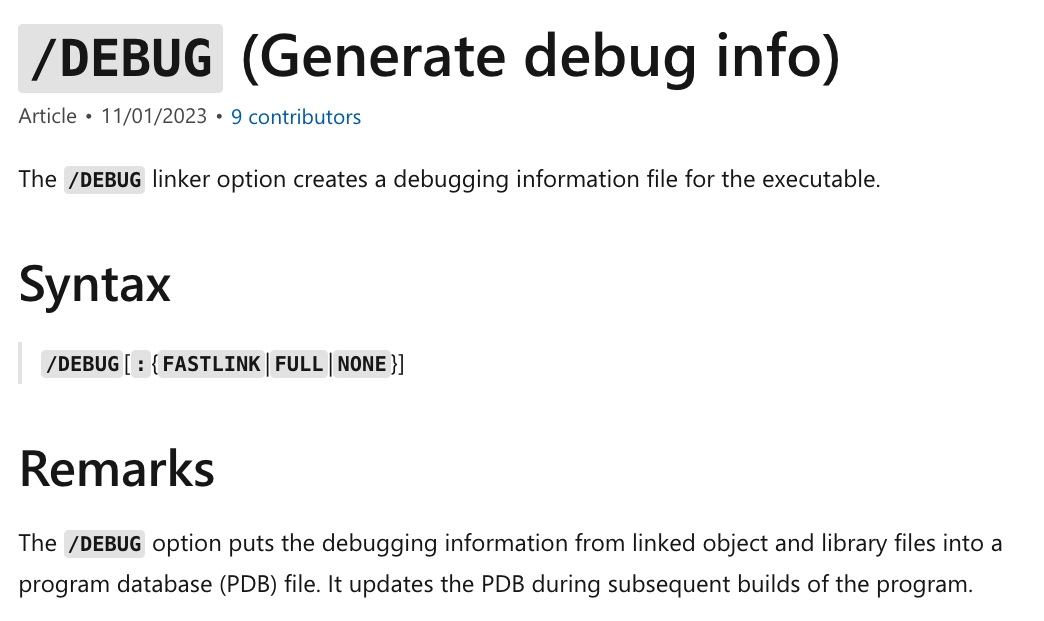 /DEBUG (Generate debug info)
Article • 11/01/2023 • 9 contributors
The /DEBUG linker option creates a debugging information file for the executable.
Syntax
/DEBUG[:{FASTLINK|FULL|NONE}]
Remarks
The /DEBUG option puts the debugging information from linked object and library files into a
program database (PDB) file. It updates the PDB during subsequent builds of the program.